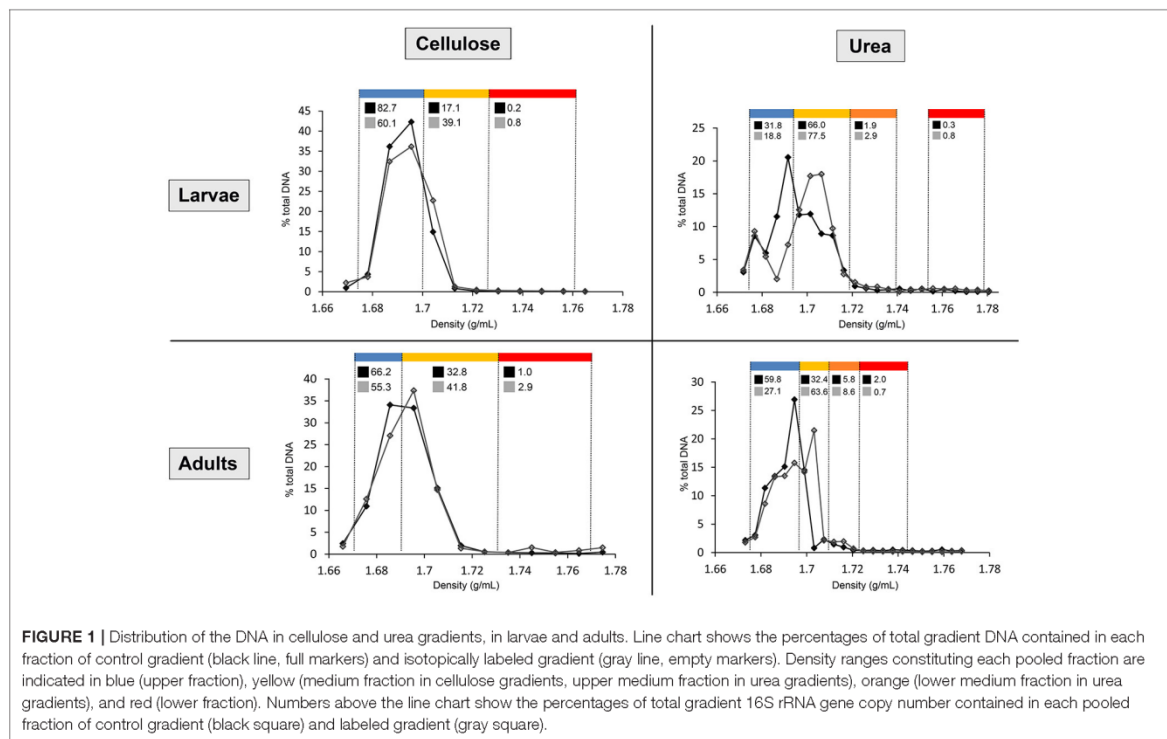 Cellulose
Urea
Larvae
82.7 17.1 0.2
60.1 39.1 0.8
45
40
35
30
25
20
15
10
5
0
% total DNA
1.66 1.68 1.7 1.72 1.74 1.76 1.78
Density (g/mL)
31.8 66.0 1.9 0.3
18.8 77.5 2.9 0.8
25
20
15
10
5
0
% total DNA
1.66 1.68 1.7 1.72 1.74 1.76 1.78
Density (g/mL)
Adults
66.2 32.8 1.0
55.3 41.8 2.9
40
35
30
25
20
15
10
5
0
% total DNA
1.66 1.68 1.7 1.72 1.74 1.76 1.78
Density (g/mL)
59.8 32.4 5.8 2.0
27.1 63.6 8.6 0.7
30
25
20
15
10
5
0
% total DNA
1.66 1.68 1.7 1.72 1.74 1.76 1.78
Density (g/mL)
FIGURE 1 | Distribution of the DNA in cellulose and urea gradients, in larvae and adults. Line chart shows the percentages of total gradient DNA contained in each
fraction of control gradient (black line, full markers) and isotopically labeled gradient (gray line, empty markers). Density ranges constituting each pooled fraction are
indicated in blue (upper fraction), yellow (medium fraction in cellulose gradients, upper medium fraction in urea gradients), orange (lower medium fraction in urea
gradients), and red (lower fraction). Numbers above the line chart show the percentages of total gradient 16S rRNA gene copy number contained in each pooled
fraction of control gradient (black square) and labeled gradient (gray square).